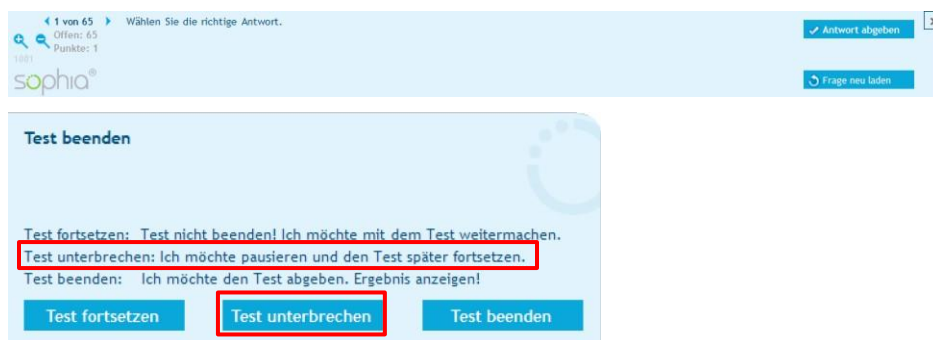 1 von 65 Wählen Sie die richtige Antwort.
Offen: 65
Punkte: 1
1001
sophia®
Antwort abgeben
Frage neu laden
Test beenden
Test fortsetzen: Test nicht beenden! Ich möchte mit dem Test weitermachen.
Test unterbrechen: Ich möchte pausieren und den Test später fortsetzen.
Test beenden: Ich möchte den Test abgeben. Ergebnis anzeigen!
Test fortsetzen Test unterbrechen Test beenden